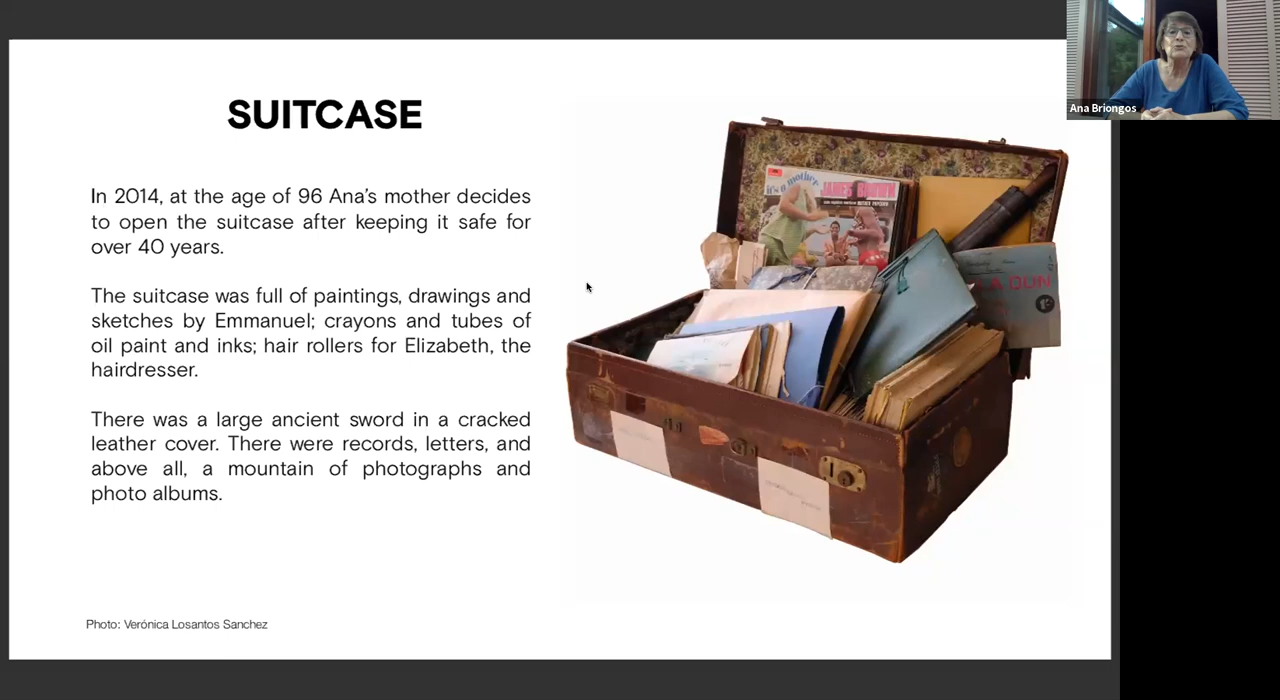 SUITCASE
In 2014, at the age of 96 Ana’s mother decides
to open the suitcase after keeping it safe for
over 40 years.
The suitcase was full of paintings, drawings and
sketches by Emmanuel; crayons and tubes of
oil paint and inks; hair rollers for Elizabeth, the
hairdresser.
There was a large ancient sword in a cracked
leather cover. There were records, letters, and
above all, a mountain of photographs and
photo albums.
Photo: Verónica Losantos Sanchez
it's a mother
JAMES BROWN
Ana Briongos